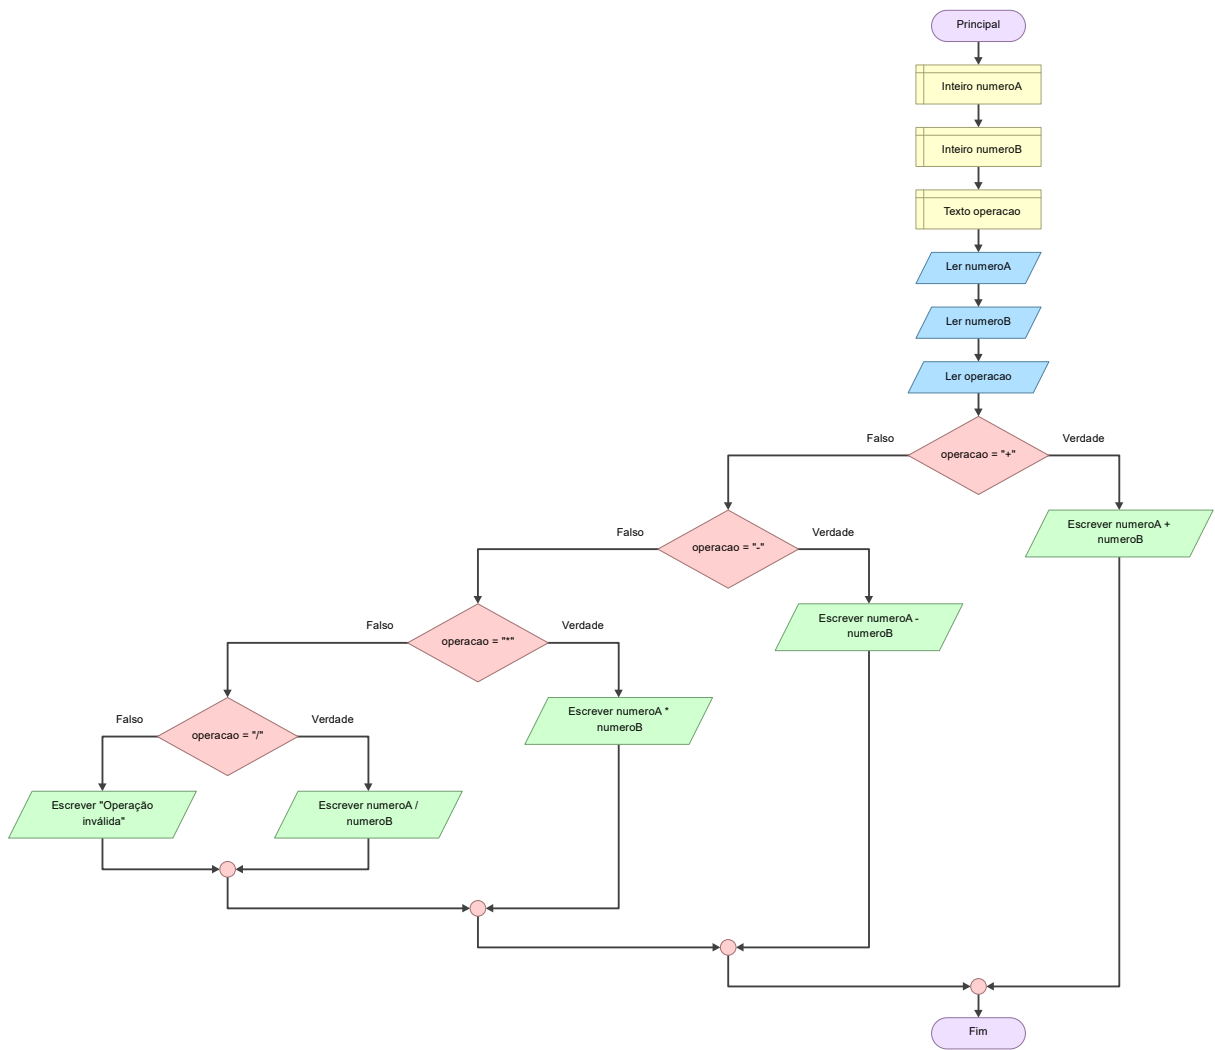 Principal
Inteiro numeroA
Inteiro numeroB
Texto operacao
Ler numeroA
Ler numeroB
Ler operacao
Falso
Verdade
operacao = "+"
Escrever numeroA +
numeroB
Falso
Verdade
operacao = "-"
Escrever numeroA -
numeroB
Falso
Verdade
operacao = "*"
Escrever numeroA *
numeroB
Falso
Verdade
operacao = "/"
Escrever "Operação
inválida"
Escrever numeroA /
numeroB
Fim